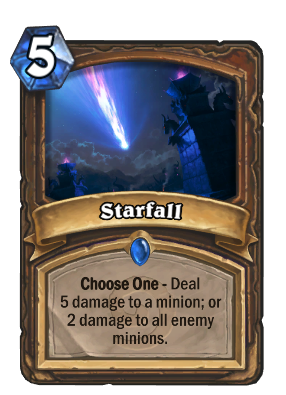 5
Starfall
Choose One - Deal
5 damage to a minion; or
2 damage to all enemy
minions.